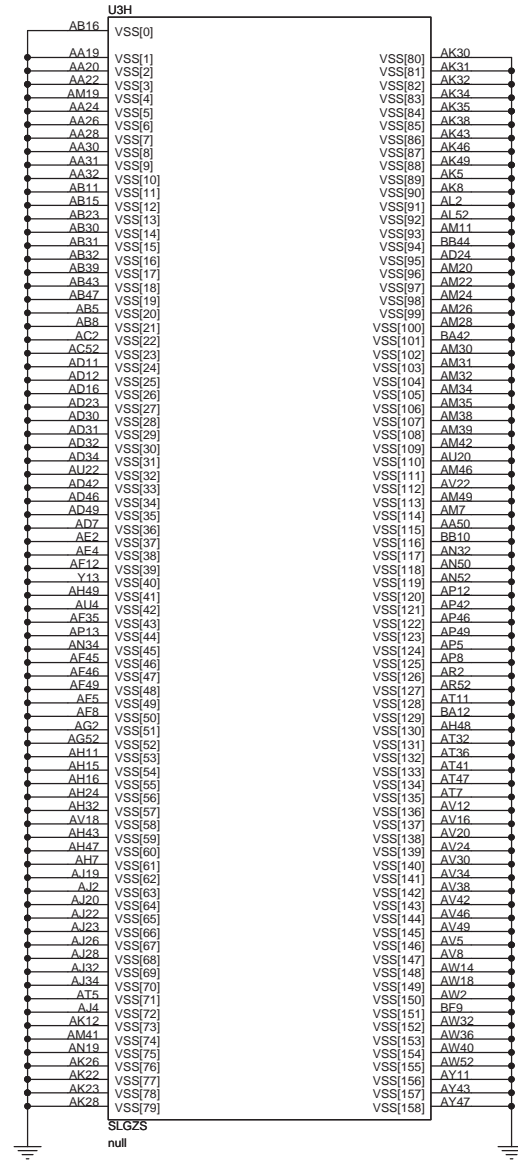 U3H
AB16 VSS[0]
AA19 VSS[1] VSS[80] AK30
AA20 VSS[2] VSS[81] AK31
AA22 VSS[3] VSS[82] AK32
AM19 VSS[4] VSS[83] AK34
AA24 VSS[5] VSS[84] AK35
AA26 VSS[6] VSS[85] AK38
AA28 VSS[7] VSS[86] AK43
AA30 VSS[8] VSS[87] AK46
AA31 VSS[9] VSS[88] AK49
AA32 VSS[10] VSS[89] AK5
AB11 VSS[11] VSS[90] AK8
AB15 VSS[12] VSS[91] AL2
AB23 VSS[13] VSS[92] AL52
AB30 VSS[14] VSS[93] AM11
AB31 VSS[15] VSS[94] BB44
AB32 VSS[16] VSS[95] AD24
AB39 VSS[17] VSS[96] AM20
AB43 VSS[18] VSS[97] AM22
AB47 VSS[19] VSS[98] AM24
AB5 VSS[20] VSS[99] AM26
AB8 VSS[21] VSS[100] AM28
AC2 VSS[22] VSS[101] BA42
AC52 VSS[23] VSS[102] AM30
AD11 VSS[24] VSS[103] AM31
AD12 VSS[25] VSS[104] AM32
AD16 VSS[26] VSS[105] AM34
AD23 VSS[27] VSS[106] AM35
AD30 VSS[28] VSS[107] AM38
AD31 VSS[29] VSS[108] AM39
AD32 VSS[30] VSS[109] AM42
AD34 VSS[31] VSS[110] AU20
AU22 VSS[32] VSS[111] AM46
AD42 VSS[33] VSS[112] AV22
AD46 VSS[34] VSS[113] AM49
AD49 VSS[35] VSS[114] AM7
AD7 VSS[36] VSS[115] AA50
AE2 VSS[37] VSS[116] BB10
AE4 VSS[38] VSS[117] AN32
AF12 VSS[39] VSS[118] AN50
Y13 VSS[40] VSS[119] AN52
AH49 VSS[41] VSS[120] AP12
AU4 VSS[42] VSS[121] AP42
AF35 VSS[43] VSS[122] AP46
AP13 VSS[44] VSS[123] AP49
AN34 VSS[45] VSS[124] AP5
AF45 VSS[46] VSS[125] AP8
AF46 VSS[47] VSS[126] AR2
AF49 VSS[48] VSS[127] AR52
AF5 VSS[49] VSS[128] AT11
AF8 VSS[50] VSS[129] BA12
AG2 VSS[51] VSS[130] AH48
AG52 VSS[52] VSS[131] AT32
AH11 VSS[53] VSS[132] AT36
AH15 VSS[54] VSS[133] AT41
AH16 VSS[55] VSS[134] AT47
AH24 VSS[56] VSS[135] AT7
AH32 VSS[57] VSS[136] AV12
AV18 VSS[58] VSS[137] AV16
AH43 VSS[59] VSS[138] AV20
AH47 VSS[60] VSS[139] AV24
AH7 VSS[61] VSS[140] AV30
AJ19 VSS[62] VSS[141] AV34
AJ2 VSS[63] VSS[142] AV38
AJ20 VSS[64] VSS[143] AV42
AJ22 VSS[65] VSS[144] AV46
AJ23 VSS[66] VSS[145] AV49
AJ26 VSS[67] VSS[146] AV5
AJ28 VSS[68] VSS[147] AV8
AJ32 VSS[69] VSS[148] AW14
AJ34 VSS[70] VSS[149] AW18
AT5 VSS[71] VSS[150] AW2
AJ4 VSS[72] VSS[151] BF9
AK12 VSS[73] VSS[152] AW32
AM41 VSS[74] VSS[153] AW36
AN19 VSS[75] VSS[154] AW40
AK26 VSS[76] VSS[155] AW52
AK22 VSS[77] VSS[156] AY11
AK23 VSS[78] VSS[157] AY43
AK28 VSS[79] VSS[158] AY47
SLGZS
null